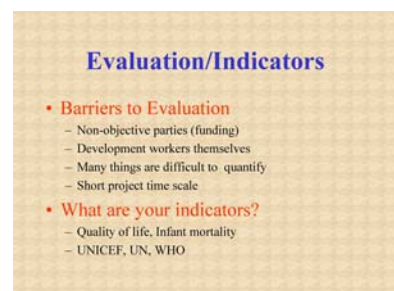 Evaluation/Indicators
• Barriers to Evaluation
– Non-objective parties (funding)
– Development workers themselves
– Many things are difficult to quantify
– Short project time scale
• What are your indicators?
– Quality of life, Infant mortality
– UNICEF, UN, WHO